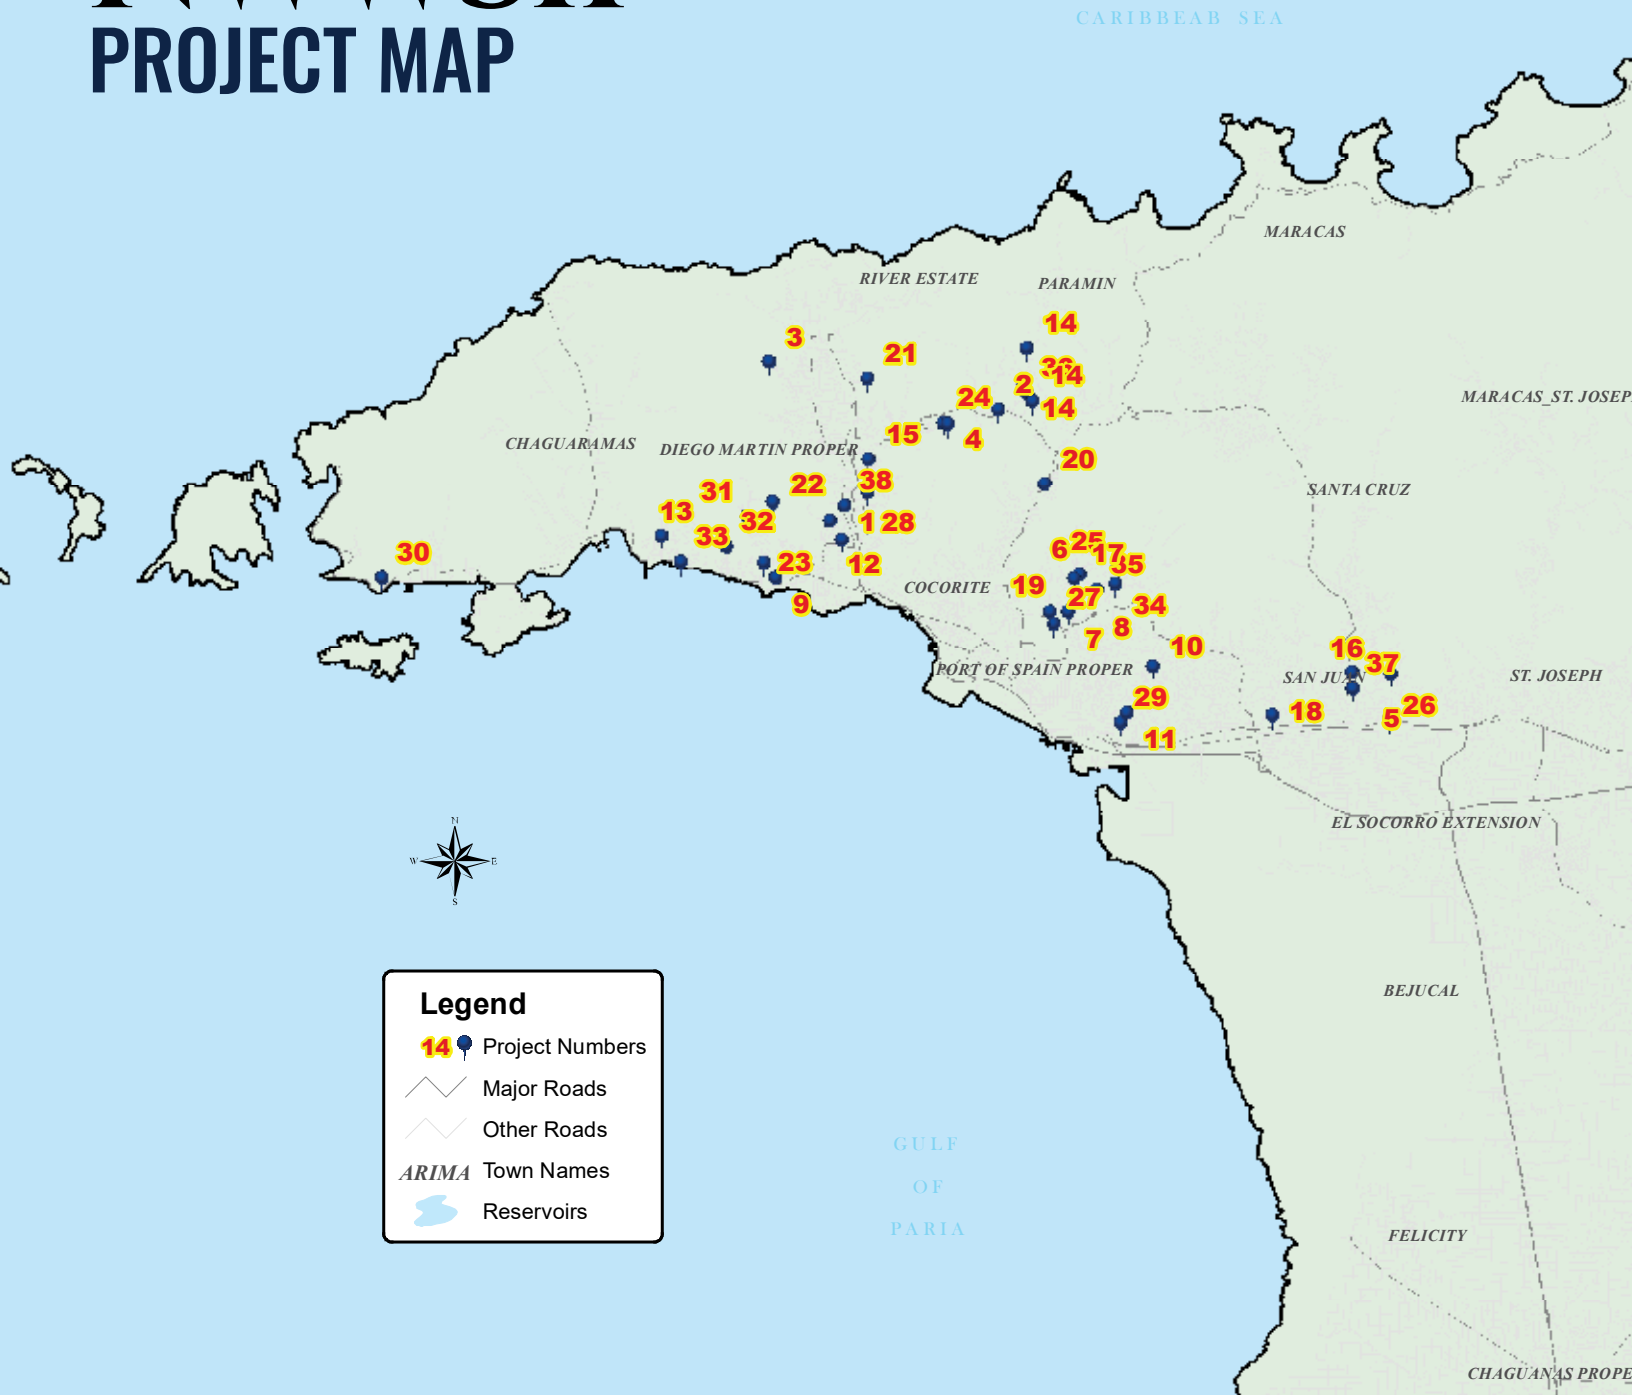 PROJECT MAP
CARIBBEAB SEA
MARACAS
RIVER ESTATE
PARAMIN
14
3
21
14
2
24
14
MARACAS_ST. JOSEP
15
4
CHAGUARAMAS
DIEGO MARTIN PROPER
20
38
22
31
SANTA CRUZ
13
32
1
28
33
25
6
17
30
23
12
35
COCORITE
19
27
9
34
8
7
10
16
37
PORT OF SPAIN PROPER
SAN JUAN
ST. JOSEPH
29
18
26
5
11
EL SOCORRO EXTENSION
N
W
E
S
BEJUCAL
Legend
14 Project Numbers
Major Roads
Other Roads
ARIMA Town Names
Reservoirs
GULF
OF
PARIA
FELICITY
CHAGUANAS PROPE